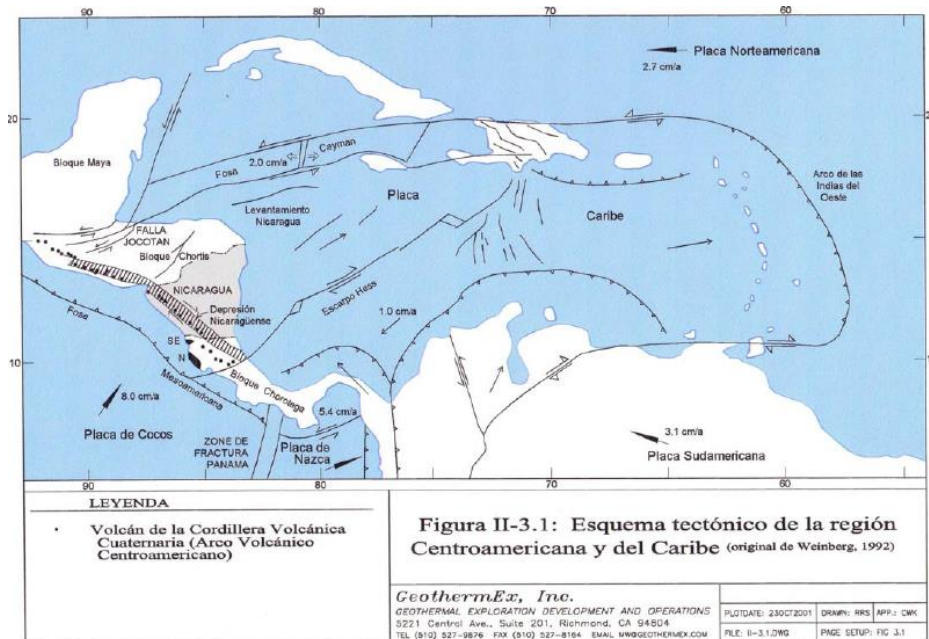 90
80
70
60
Placa Norteamericana
2.7 cm/a
20
Bloque Maya
Cayman
2.0 cm/a
Fosa
Placa
Arco de las
Indias del
Oeste
Levantamiento
Nicaragua
Caribe
FALLA
JOCOTAN
Bloque Chortis
NICARAGUA
Depresión
Nicaragüense
Escarpo Hess
1.0 cm/a
Fosa
SE
N
10
10
Mesoamericana
Bloque Chorotega
8.0 cm/a
5.4 cm/a
3.1 cm/a
Placa de Cocos
ZONE DE
FRACTURA
PANAMA
Placa de
Nazca
Placa Sudamericana
90
80
70
60
LEYENDA
• Volcán de la Cordillera Volcánica
Cuaternaria (Arco Volcánico
Centroamericano)
Figura II-3.1: Esquema tectónico de la región
Centroamericana y del Caribe (original de Weinberg, 1992)
GeothermEx, Inc.
GEOTHERMAL EXPLORATION DEVELOPMENT AND OPERATIONS
5221 Central Ave., Suite 201, Richmond, CA 94804
TEL (510) 527-9876 FAX (510) 527-8164 EMAIL MW@GEOTHERMEX.COM
PLOTDATE: 23OCT2001 DRAWN: RRS APP.: CWK
FILE: II-3.1.DWG PAGE SETUP: FIG 3.1